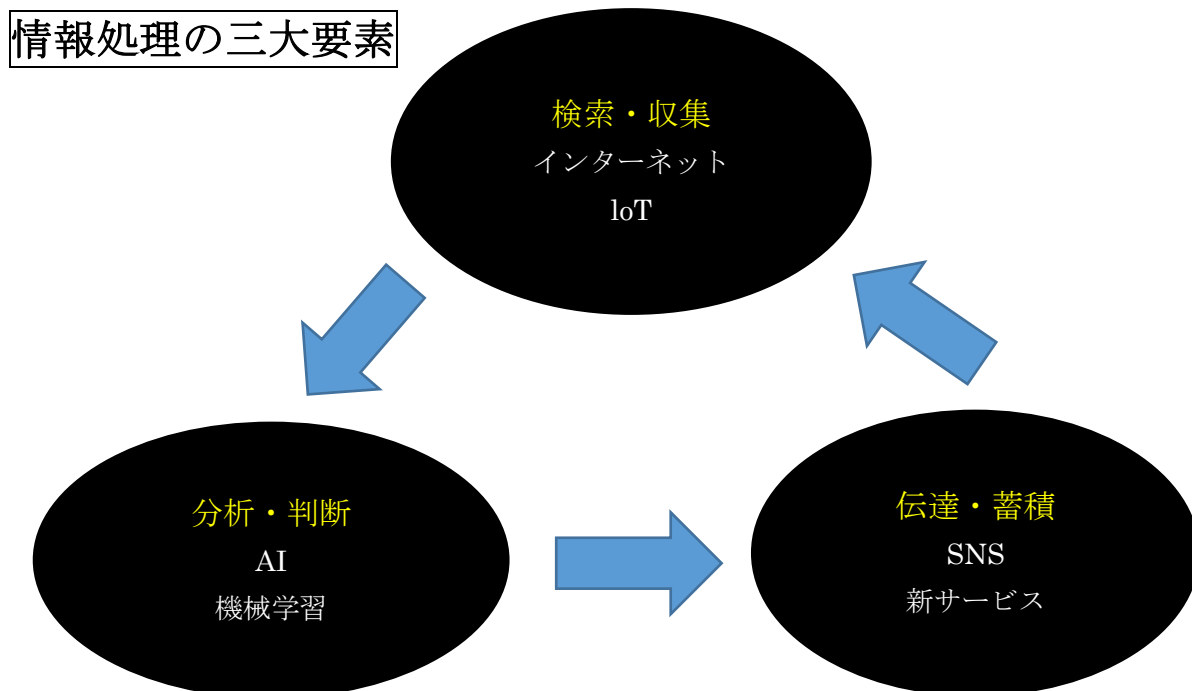 情報処理の三大要素
検索・収集
インターネット
loT
分析・判断
AI
機械学習
伝達・蓄積
SNS
新サービス